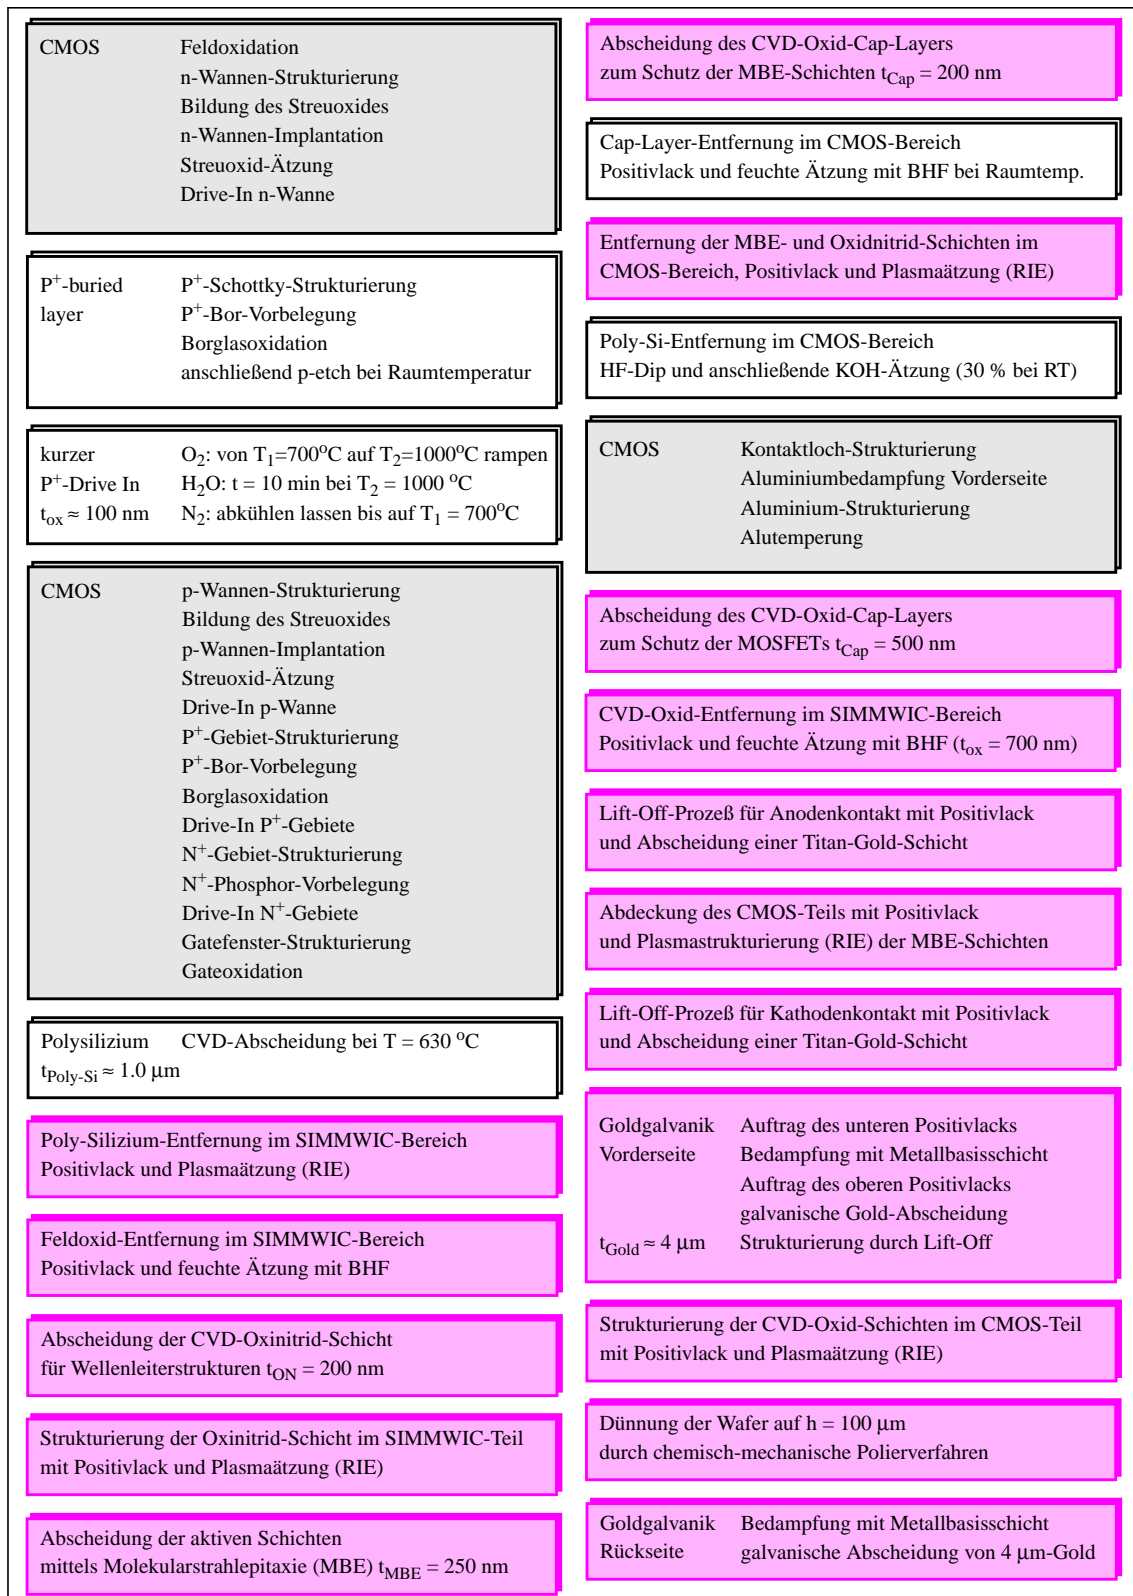 CMOS Feldoxidation
n-Wannen-Strukturierung
Bildung des Streuoxides
n-Wannen-Implantation
Streuoxid-Ätzung
Drive-In n-Wanne
P+-buried P+-Schottky-Strukturierung
layer P+-Bor-Vorbelegung
Borglasoxidation
anschließend p-etch bei Raumtemperatur
kurzer O2: von T1=700oC auf T2=1000oC rampen
P+-Drive In H2O: t = 10 min bei T2 = 1000 oC
tox ≈ 100 nm N2: abkühlen lassen bis auf T1 = 700oC
CMOS p-Wannen-Strukturierung
Bildung des Streuoxides
p-Wannen-Implantation
Streuoxid-Ätzung
Drive-In p-Wanne
P+-Gebiet-Strukturierung
P+-Bor-Vorbelegung
Borglasoxidation
Drive-In P+-Gebiete
N+-Gebiet-Strukturierung
N+-Phosphor-Vorbelegung
Drive-In N+-Gebiete
Gatefenster-Strukturierung
Gateoxidation
Polysilizium CVD-Abscheidung bei T = 630 oC
tPoly-Si ≈ 1.0 µm
Poly-Silizium-Entfernung im SIMMWIC-Bereich
Positivlack und Plasmaätzung (RIE)
Feldoxid-Entfernung im SIMMWIC-Bereich
Positivlack und feuchte Ätzung mit BHF
Abscheidung der CVD-Oxinitrid-Schicht
für Wellenleiterstrukturen tON = 200 nm
Strukturierung der Oxinitrid-Schicht im SIMMWIC-Teil
mit Positivlack und Plasmaätzung (RIE)
Abscheidung der aktiven Schichten
mittels Molekularstrahlepitaxie (MBE) tMBE = 250 nm
Abscheidung des CVD-Oxid-Cap-Layers
zum Schutz der MBE-Schichten tCap = 200 nm
Cap-Layer-Entfernung im CMOS-Bereich
Positivlack und feuchte Ätzung mit BHF bei Raumtemp.
Entfernung der MBE- und Oxidnitrid-Schichten im
CMOS-Bereich, Positivlack und Plasmaätzung (RIE)
Poly-Si-Entfernung im CMOS-Bereich
HF-Dip und anschließende KOH-Ätzung (30 % bei RT)
CMOS Kontaktloch-Strukturierung
Aluminiumbedampfung Vorderseite
Aluminium-Strukturierung
Alutemperung
Abscheidung des CVD-Oxid-Cap-Layers
zum Schutz der MOSFETs tCap = 500 nm
CVD-Oxid-Entfernung im SIMMWIC-Bereich
Positivlack und feuchte Ätzung mit BHF (tox = 700 nm)
Lift-Off-Prozeß für Anodenkontakt mit Positivlack
und Abscheidung einer Titan-Gold-Schicht
Abdeckung des CMOS-Teils mit Positivlack
und Plasmastrukturierung (RIE) der MBE-Schichten
Lift-Off-Prozeß für Kathodenkontakt mit Positivlack
und Abscheidung einer Titan-Gold-Schicht
Goldgalvanik Auftrag des unteren Positivlacks
Vorderseite Bedampfung mit Metallbasisschicht
Auftrag des oberen Positivlacks
galvanische Gold-Abscheidung
tGold ≈ 4 µm Strukturierung durch Lift-Off
Strukturierung der CVD-Oxid-Schichten im CMOS-Teil
mit Positivlack und Plasmaätzung (RIE)
Dünnung der Wafer auf h = 100 µm
durch chemisch-mechanische Polierverfahren
Goldgalvanik Bedampfung mit Metallbasisschicht
Rückseite galvanische Abscheidung von 4 µm-Gold